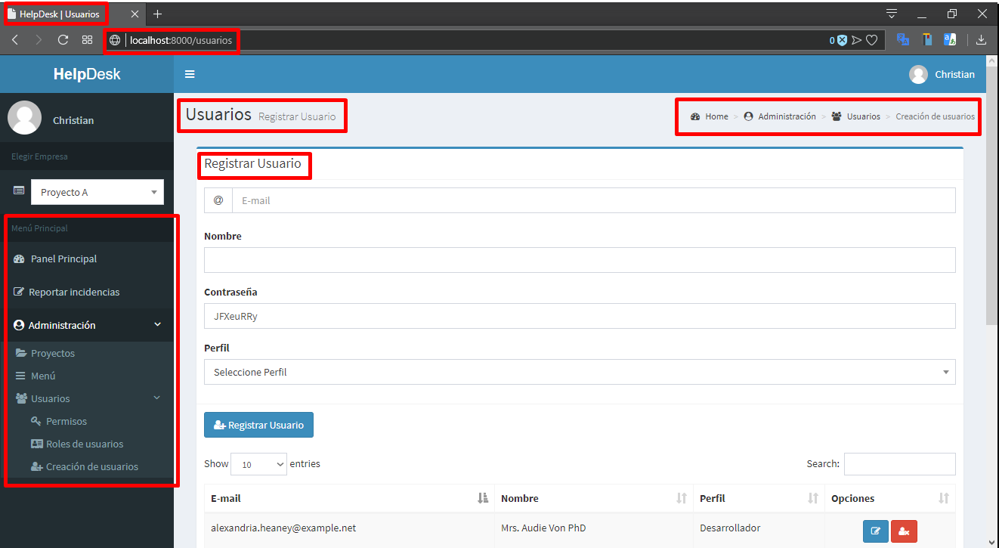 HelpDesk | Usuarios
localhost:8000/usuarios
0
HelpDesk
Christian
Christian
Elegir Empresa
Proyecto A
Menú Principal
Panel Principal
Reportar incidencias
Administración
Proyectos
Menú
Usuarios
Permisos
Roles de usuarios
Creación de usuarios
Usuarios Registrar Usuario
Home > Administración > Usuarios > Creación de usuarios
Registrar Usuario
@ E-mail
Nombre
Contraseña
JFXeuRRy
Perfil
Seleccione Perfil
Registrar Usuario
Show 10 entries Search:
E-mail Nombre Perfil Opciones
alexandria.heaney@example.net Mrs. Audie Von PhD Desarrollador